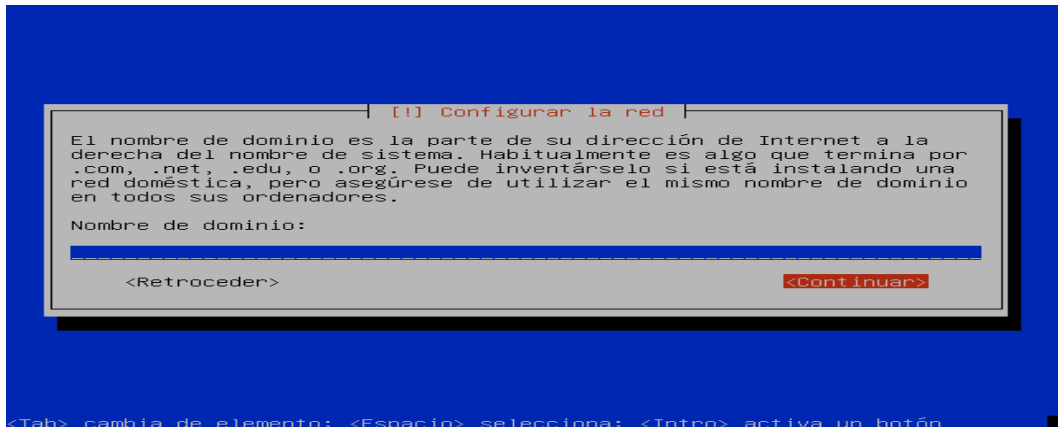 [!] Configurar la red
El nombre de dominio es la parte de su dirección de Internet a la
derecha del nombre de sistema. Habitualmente es algo que termina por
.com, .net, .edu, o .org. Puede inventárselo si está instalando una
red doméstica, pero asegúrese de utilizar el mismo nombre de dominio
en todos sus ordenadores.
Nombre de dominio:
<Retroceder> <Continuar>
<Tab> cambia de elemento; <Espacio> selecciona; <Intro> activa un botón